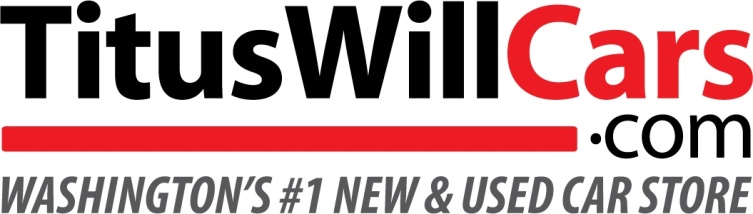 TitusWillCars
.com
WASHINGTON'S #1 NEW & USED CAR STORE